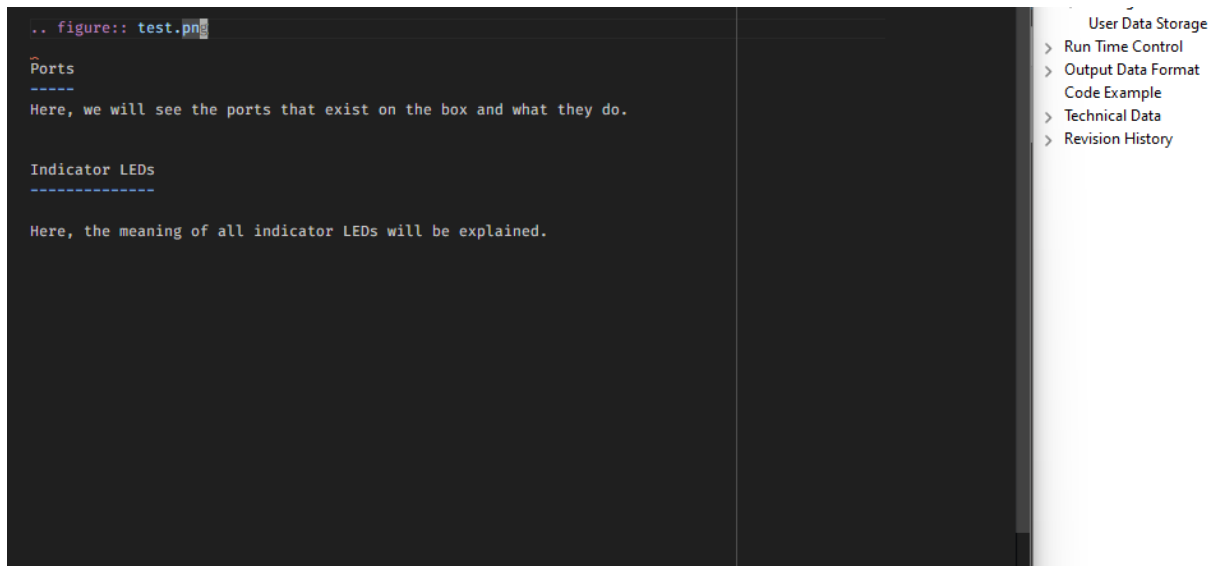 .. figure:: test.png
Ports
-----
Here, we will see the ports that exist on the box and what they do.
Indicator LEDs
--------------
Here, the meaning of all indicator LEDs will be explained.
User Data Storage
Run Time Control
Output Data Format
Code Example
Technical Data
Revision History